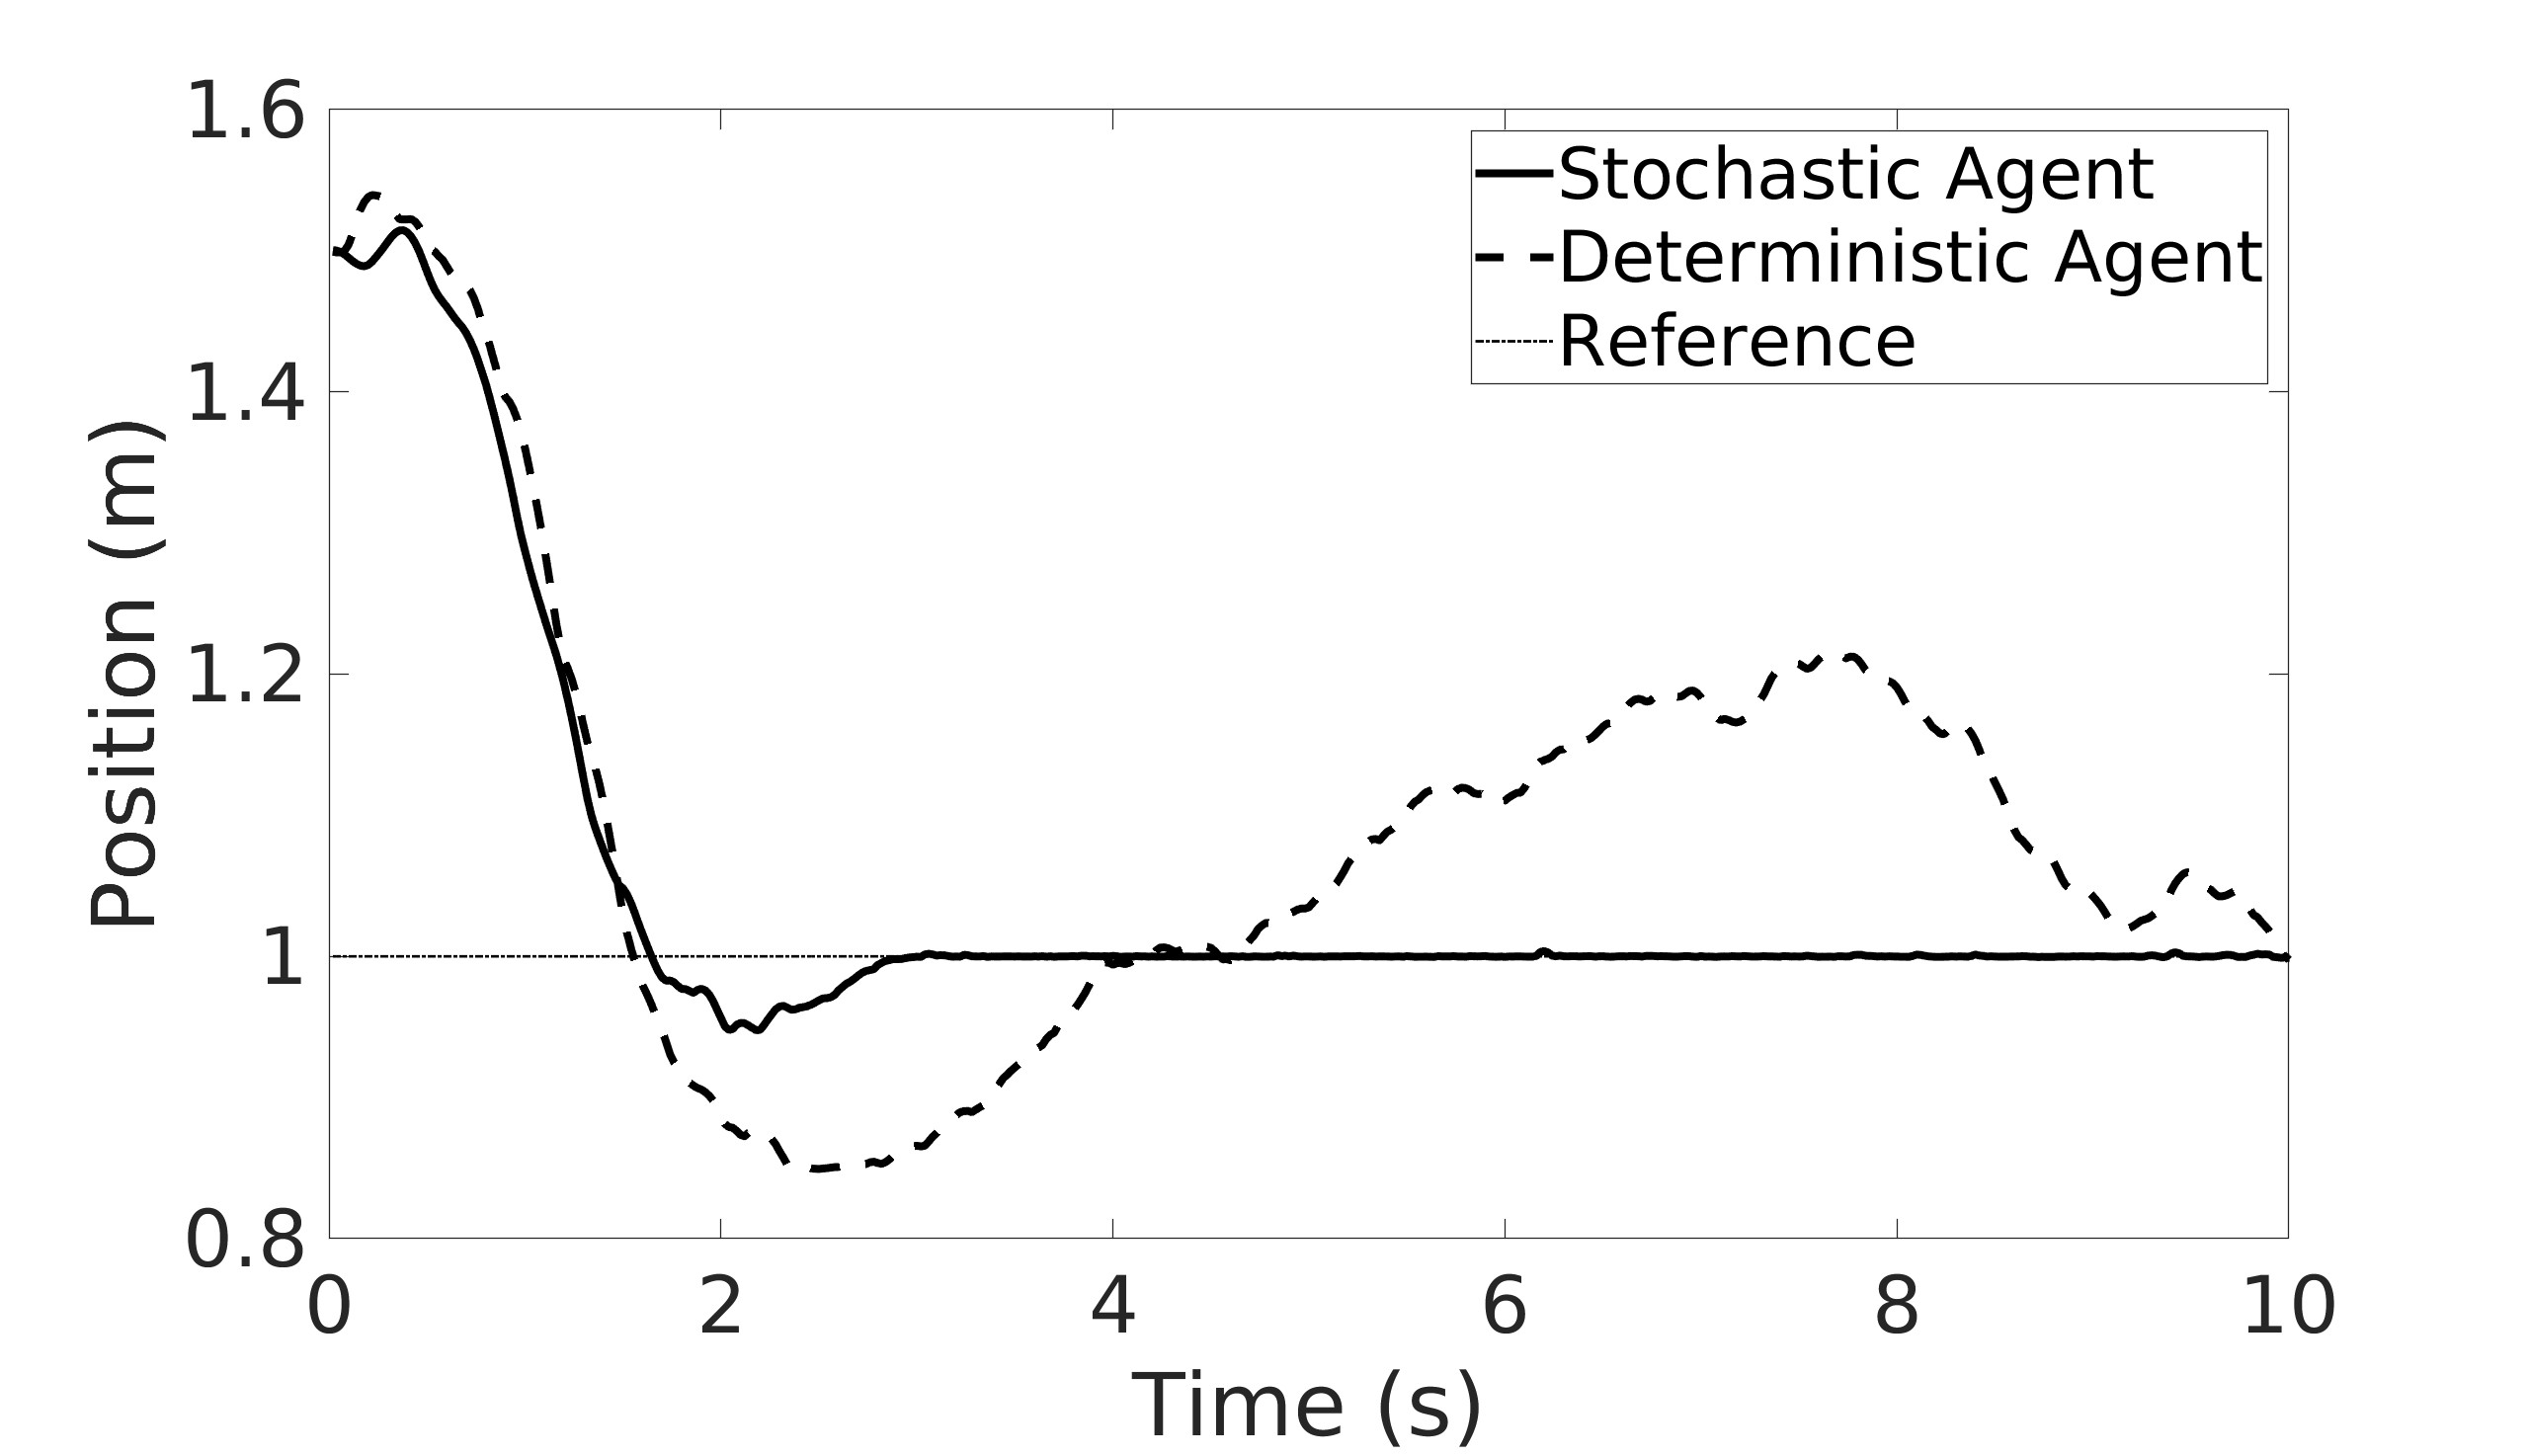 1.6
1.4
1.2
1
0.8
Position (m)
Stochastic Agent
Deterministic Agent
Reference
0 2 4 6 8 10
Time (s)